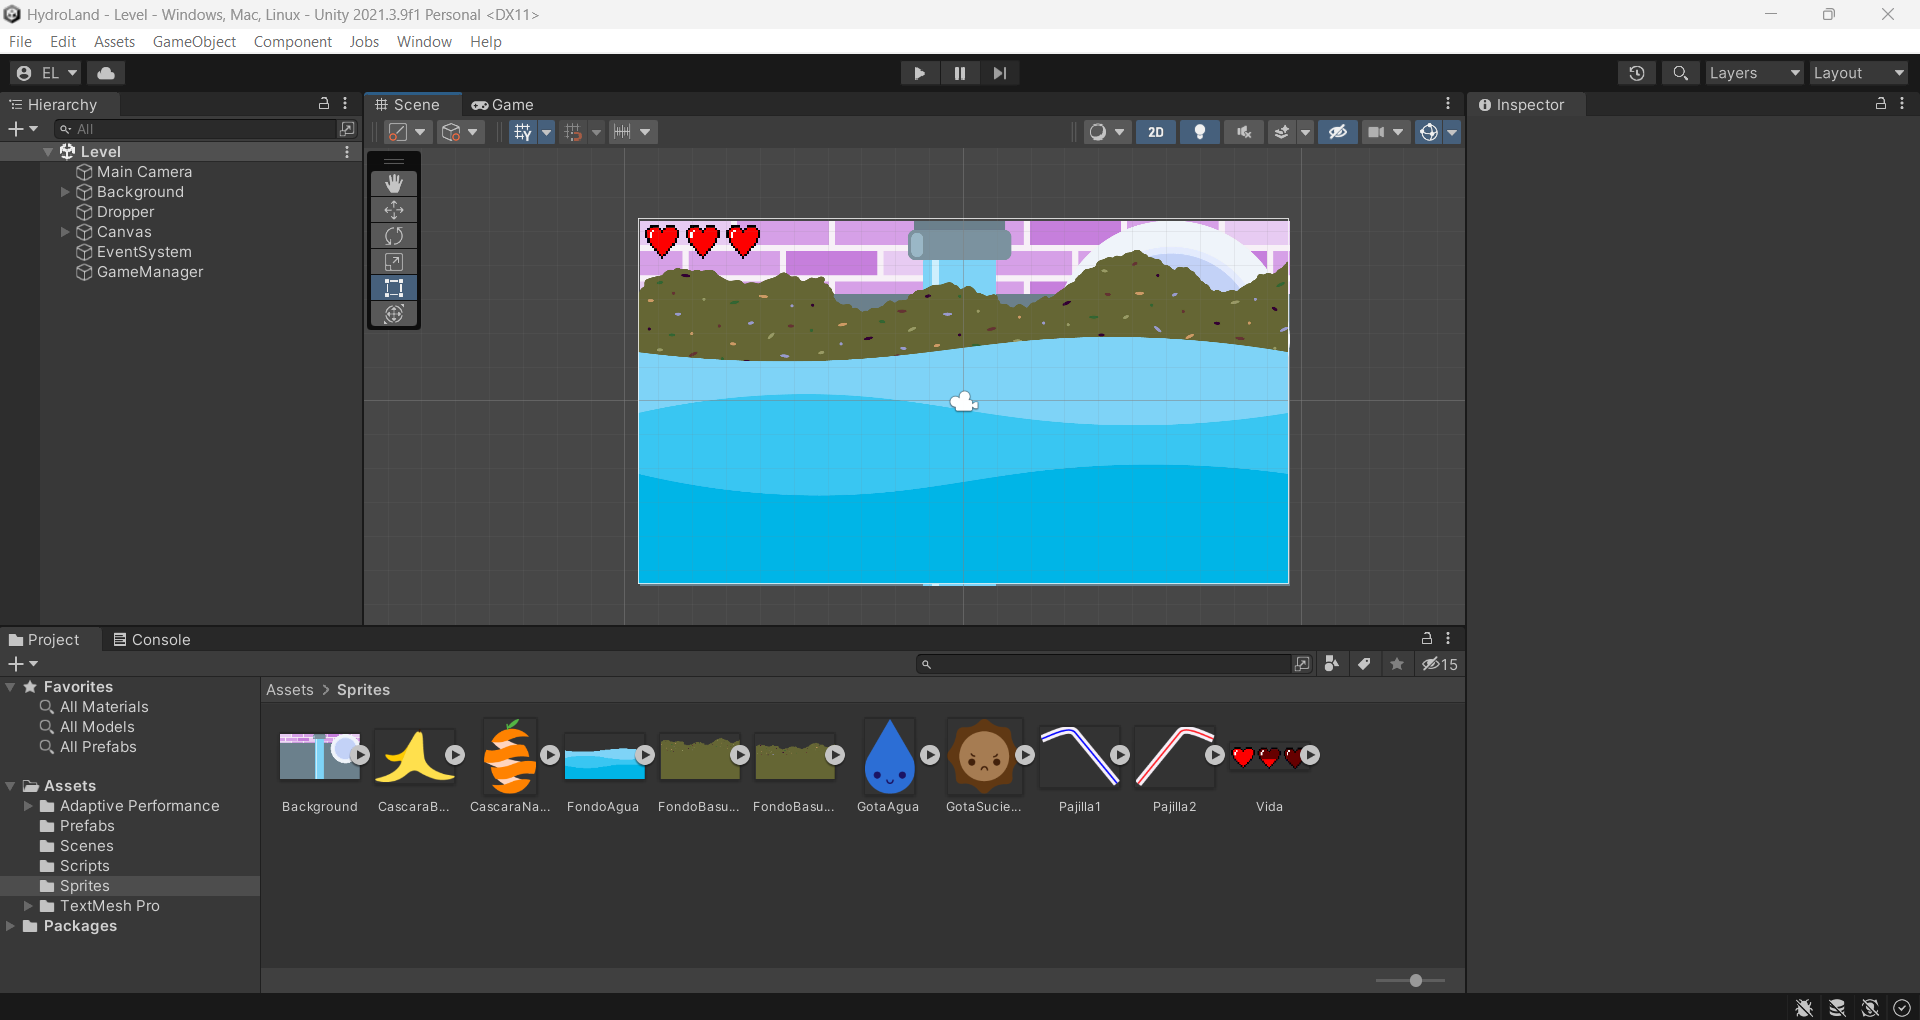 HydroLand - Level - Windows, Mac, Linux - Unity 2021.3.9f1 Personal <DX11>
File Edit Assets GameObject Component Jobs Window Help
EL Layers Layout
Hierarchy
All
Level
Main Camera
Background
Dropper
Canvas
EventSystem
GameManager
Scene Game
2D
Inspector
Project Console
15
Favorites
All Materials
All Models
All Prefabs
Assets
Adaptive Performance
Prefabs
Scenes
Scripts
Sprites
TextMesh Pro
Packages
Assets > Sprites
Background CascaraB... CascaraNa... FondoAgua FondoBasu... FondoBasu... GotaAgua GotaSucie... Pajilla1 Pajilla2 Vida